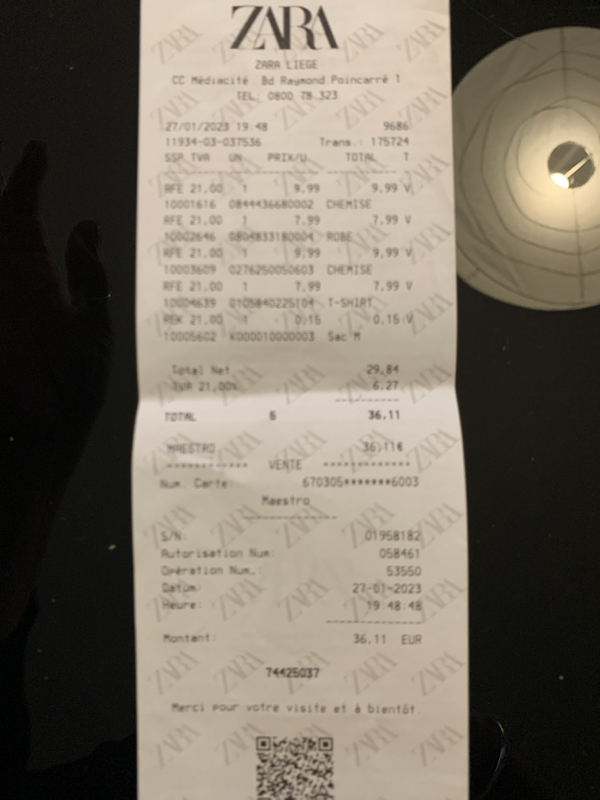 ZARA
ZARA LIEGE
CC Médiacité Bd Raymond Poincarré 1
TEL: 0800 78 323
27/01/2023 19:48 9686
11934-03-037536 Trans.: 175724
SSP TVA UN PRIX/U TOTAL T
RFE 21,00 1 9,99 9,99 V
10001616 0844436680002 CHEMISE
RFE 21,00 1 7,99 7,99 V
10002646 0804833180004 ROBE
RFE 21,00 1 9,99 9,99 V
10003609 0276250050603 CHEMISE
RFE 21,00 1 7,99 7,99 V
10004639 0105840225104 T-SHIRT
REK 21,00 1 0,15 0,15 V
10005602 K000010000003 Sac M
Total Net 29,84
TVA 21,00% 6,27
TOTAL 36,11
MAESTRO 36,11€
VENTE
Num. Carte: 670305*******6003
Maestro
S/N: 01958182
Autorisation Num: 058461
Opération Num.: 53550
Datum: 27-01-2023
Heure: 19:48:48
Montant: 36,11 EUR
74425037
Merci pour votre visite et à bientôt.